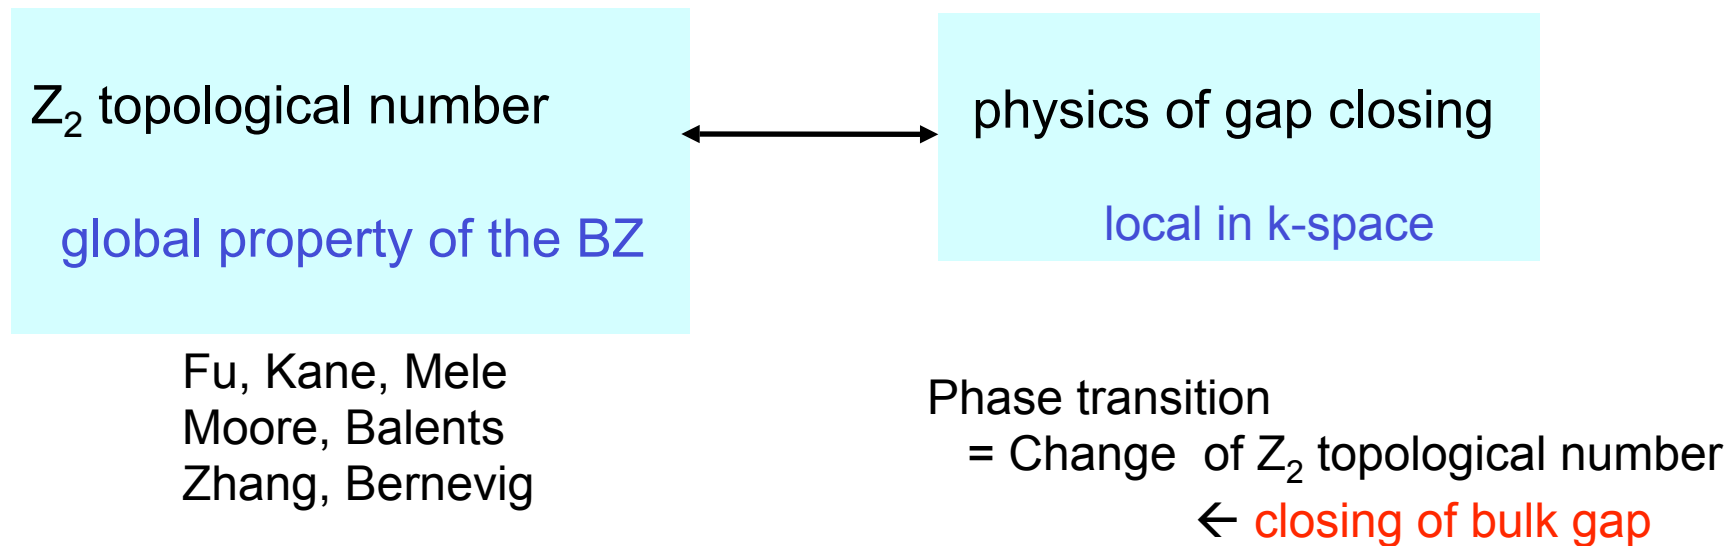 Z₂ topological number
global property of the BZ
physics of gap closing
local in k-space
Fu, Kane, Mele
Moore, Balents
Zhang, Bernevig
Phase transition
= Change of Z₂ topological number
← closing of bulk gap